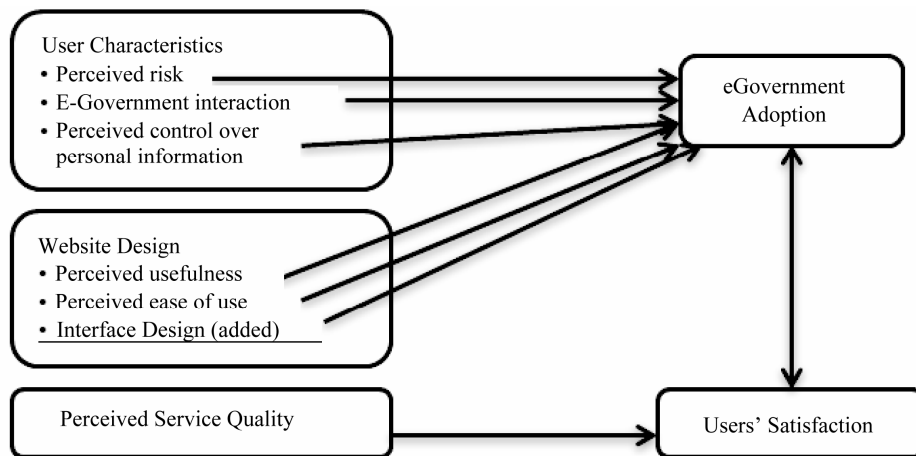 User Characteristics
• Perceived risk
• E-Government interaction
• Perceived control over
personal information
eGovernment
Adoption
Website Design
• Perceived usefulness
• Perceived ease of use
• Interface Design (added)
Perceived Service Quality
Users’ Satisfaction